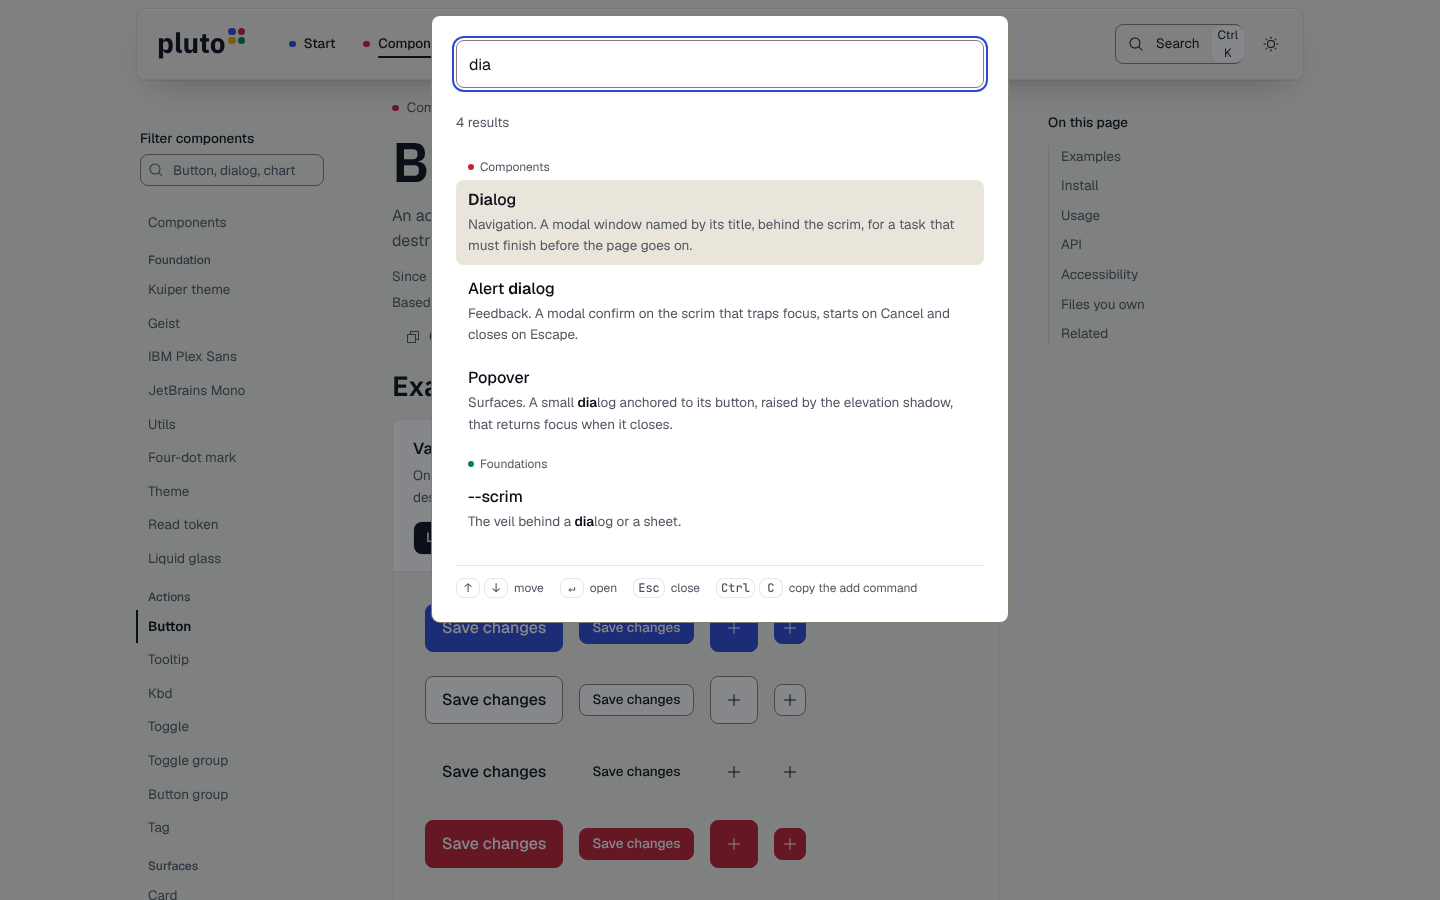 pluto
Start
Compon
Search
Ctrl
K
dia
4 results
Components
Dialog
Navigation. A modal window named by its title, behind the scrim, for a task that
must finish before the page goes on.
Alert dialog
Feedback. A modal confirm on the scrim that traps focus, starts on Cancel and
closes on Escape.
Popover
Surfaces. A small dialog anchored to its button, raised by the elevation shadow,
that returns focus when it closes.
Foundations
--scrim
The veil behind a dialog or a sheet.
↑ ↓ move ↵ open Esc close Ctrl C copy the add command
Filter components
Button, dialog, chart
Components
Foundation
Kuiper theme
Geist
IBM Plex Sans
JetBrains Mono
Utils
Four-dot mark
Theme
Read token
Liquid glass
Actions
Button
Tooltip
Kbd
Toggle
Toggle group
Button group
Tag
Surfaces
Card
Com
B
An ac
destr
Since
Based
Exa
Va
On
des
Save changes Save changes
Save changes Save changes
Save changes Save changes
Save changes Save changes
On this page
Examples
Install
Usage
API
Accessibility
Files you own
Related